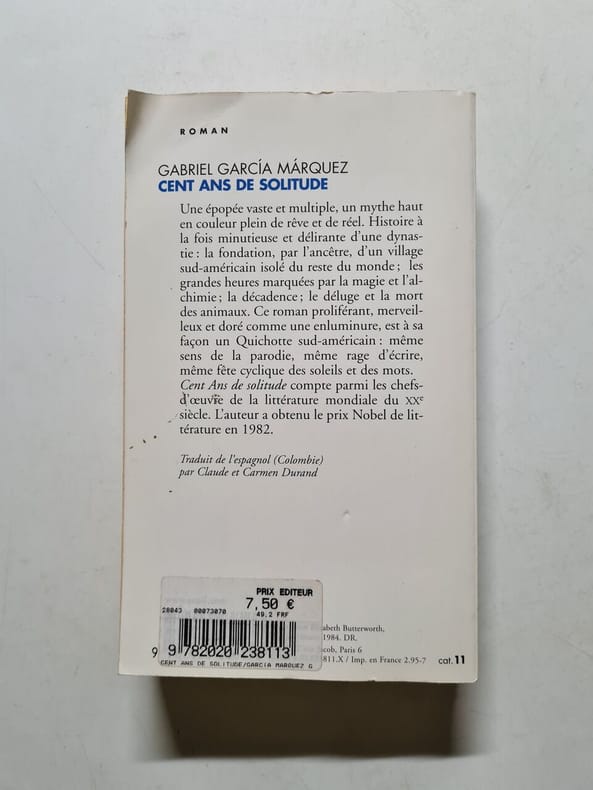 ROMAN
GABRIEL GARCÍA MÁRQUEZ
CENT ANS DE SOLITUDE
Une épopée vaste et multiple, un mythe haut
en couleur plein de rêve et de réel. Histoire à
la fois minutieuse et délirante d'une dynas-
tie : la fondation, par l'ancêtre, d'un village
sud-américain isolé du reste du monde ; les
grandes heures marquées par la magie et l'al-
chimie ; la décadence ; le déluge et la mort
des animaux. Ce roman proliférant, merveil-
leux et doré comme une enluminure, est à sa
façon un Quichotte sud-américain : même
sens de la parodie, même rage d'écrire,
même fête cyclique des soleils et des mots.
Cent Ans de solitude compte parmi les chefs-
d'œuvre de la littérature mondiale du XXe
siècle. L'auteur a obtenu le prix Nobel de lit-
térature en 1982.
Traduit de l'espagnol (Colombie)
par Claude et Carmen Durand
PRIX EDITEUR
7,50 €
28043 80073070 49.2 FRF
9 9 782020 238113
CENT ANS DE SOLITUDE/GARCIA MARQUEZ G
Butterworth,
1984. DR.
Paris 6
811.X / Imp. en France 2.95-7
cat. 11